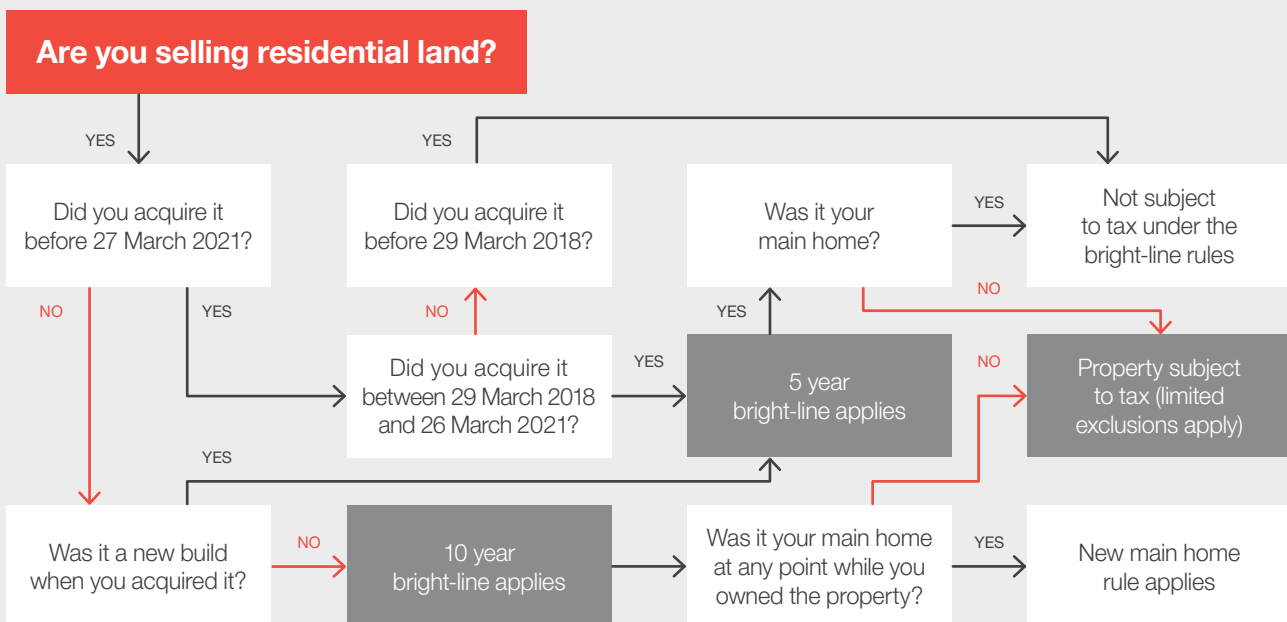 Are you selling residential land?
YES
YES
Did you acquire it
before 27 March 2021?
Did you acquire it
before 29 March 2018?
Was it your
main home?
YES
Not subject
to tax under the
bright-line rules
NO
YES
NO
YES
NO
Did you acquire it
between 29 March 2018
and 26 March 2021?
YES
5 year
bright-line applies
NO
Property subject
to tax (limited
exclusions apply)
YES
Was it a new build
when you acquired it?
NO
10 year
bright-line applies
Was it your main home
at any point while you
owned the property?
YES
New main home
rule applies